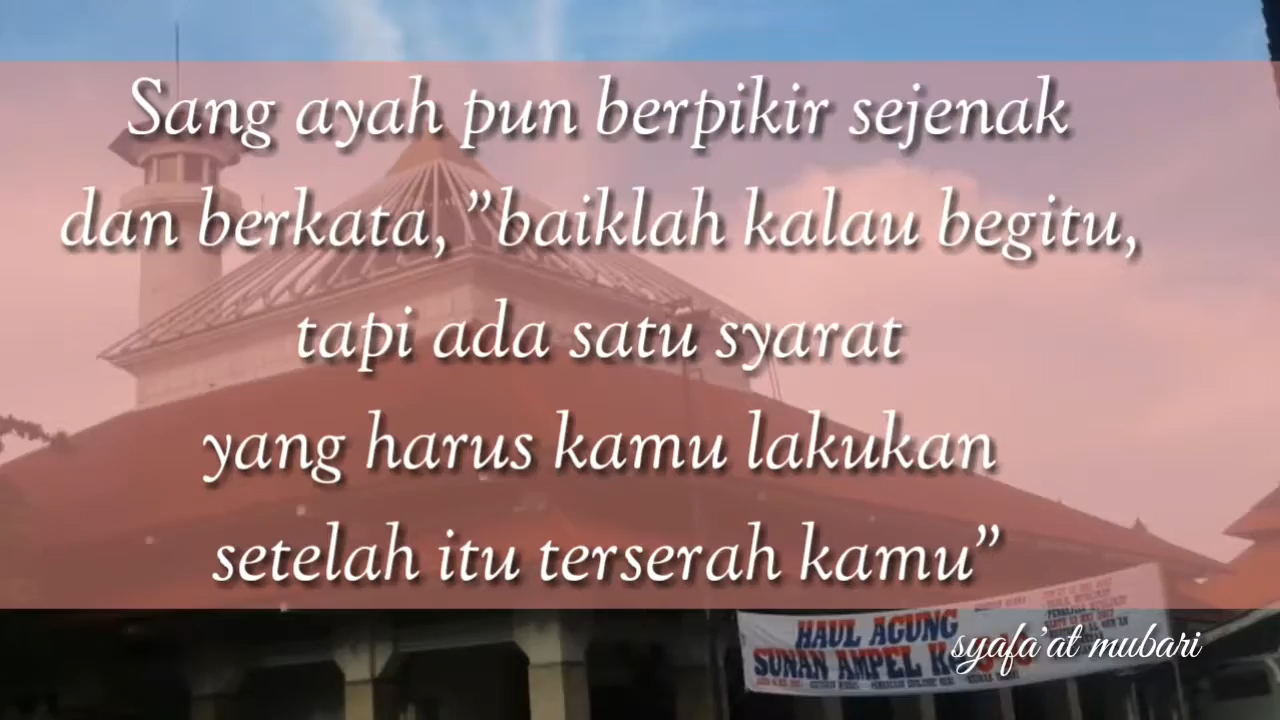 Sang ayah pun berpikir sejenak
dan berkata, ”baiklah kalau begitu,
tapi ada satu syarat
yang harus kamu lakukan
setelah itu terserah kamu”
HAUL AGUNG
SUNAN AMPEL
syafa’at mubari